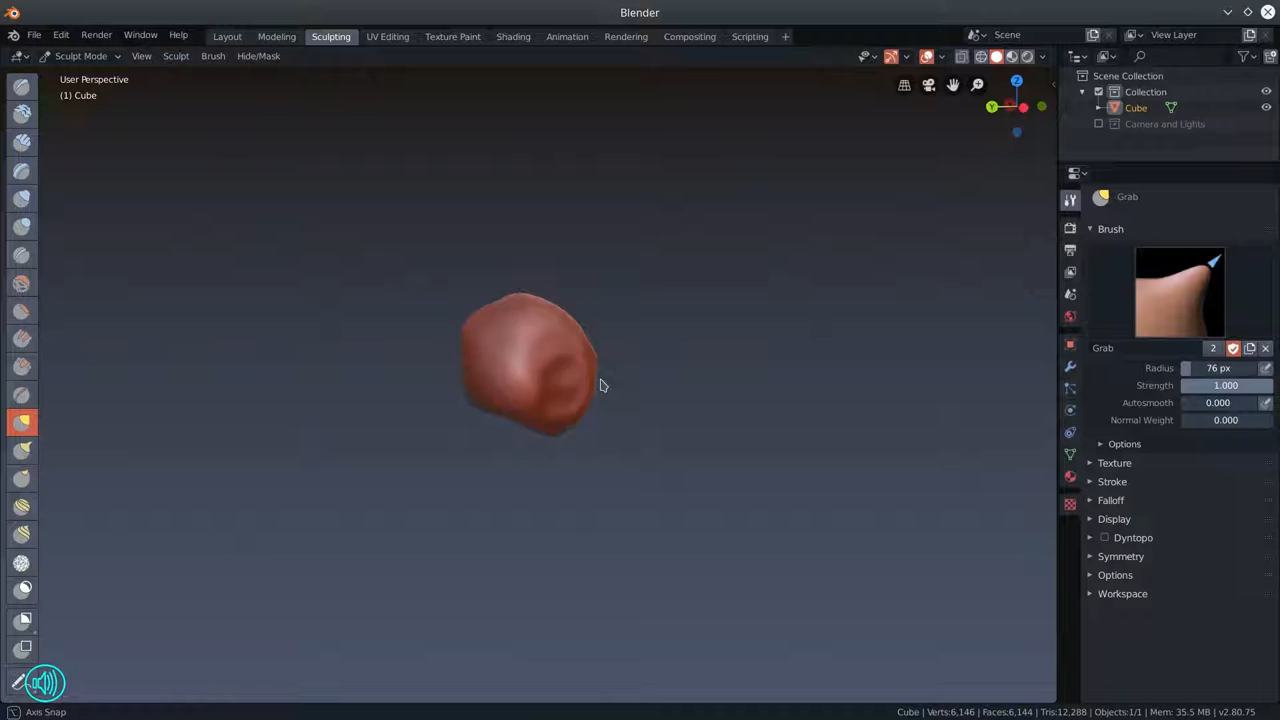 Blender
File Edit Render Window Help Layout Modeling Sculpting UV Editing Texture Paint Shading Animation Rendering Compositing Scripting + Scene View Layer
Sculpt Mode View Sculpt Brush Hide/Mask
User Perspective
(1) Cube
Z
Y
Scene Collection
Collection
Cube
Camera and Lights
Grab
Brush
Grab 2
Radius 76 px
Strength 1.000
Autosmooth 0.000
Normal Weight 0.000
Options
Texture
Stroke
Falloff
Display
Dyntopo
Symmetry
Options
Workspace
Axis Snap
Cube | Verts:6,146 | Faces:6,144 | Tris:12,288 | Objects:1/1 | Mem: 35.5 MB | v2.80.75